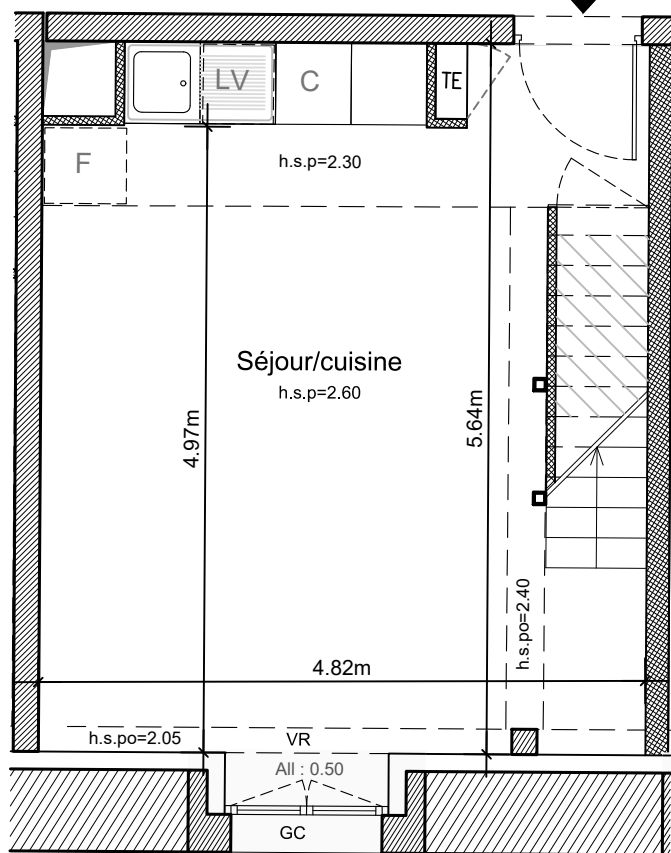 LV
C
TE
F
h.s.p=2.30
Séjour/cuisine
h.s.p=2.60
4.97m
5.64m
h.s.po=2.40
4.82m
h.s.po=2.05
VR
All : 0.50
GC